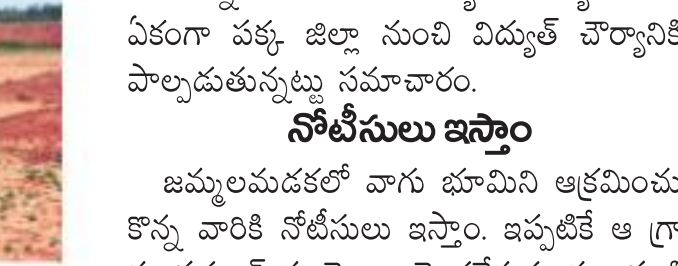 ఏకంగా పక్క జిల్లా నుంచి విద్యుత్ చౌర్యానికి
పాల్పడుతున్నట్టు సమాచారం.
నోటీసులు ఇస్తాం
జమ్మలమడకలో వాగు భూమిని ఆక్రమించు
కొన్న వారికి నోటీసులు ఇస్తాం. ఇప్పటికే ఆ గ్రా